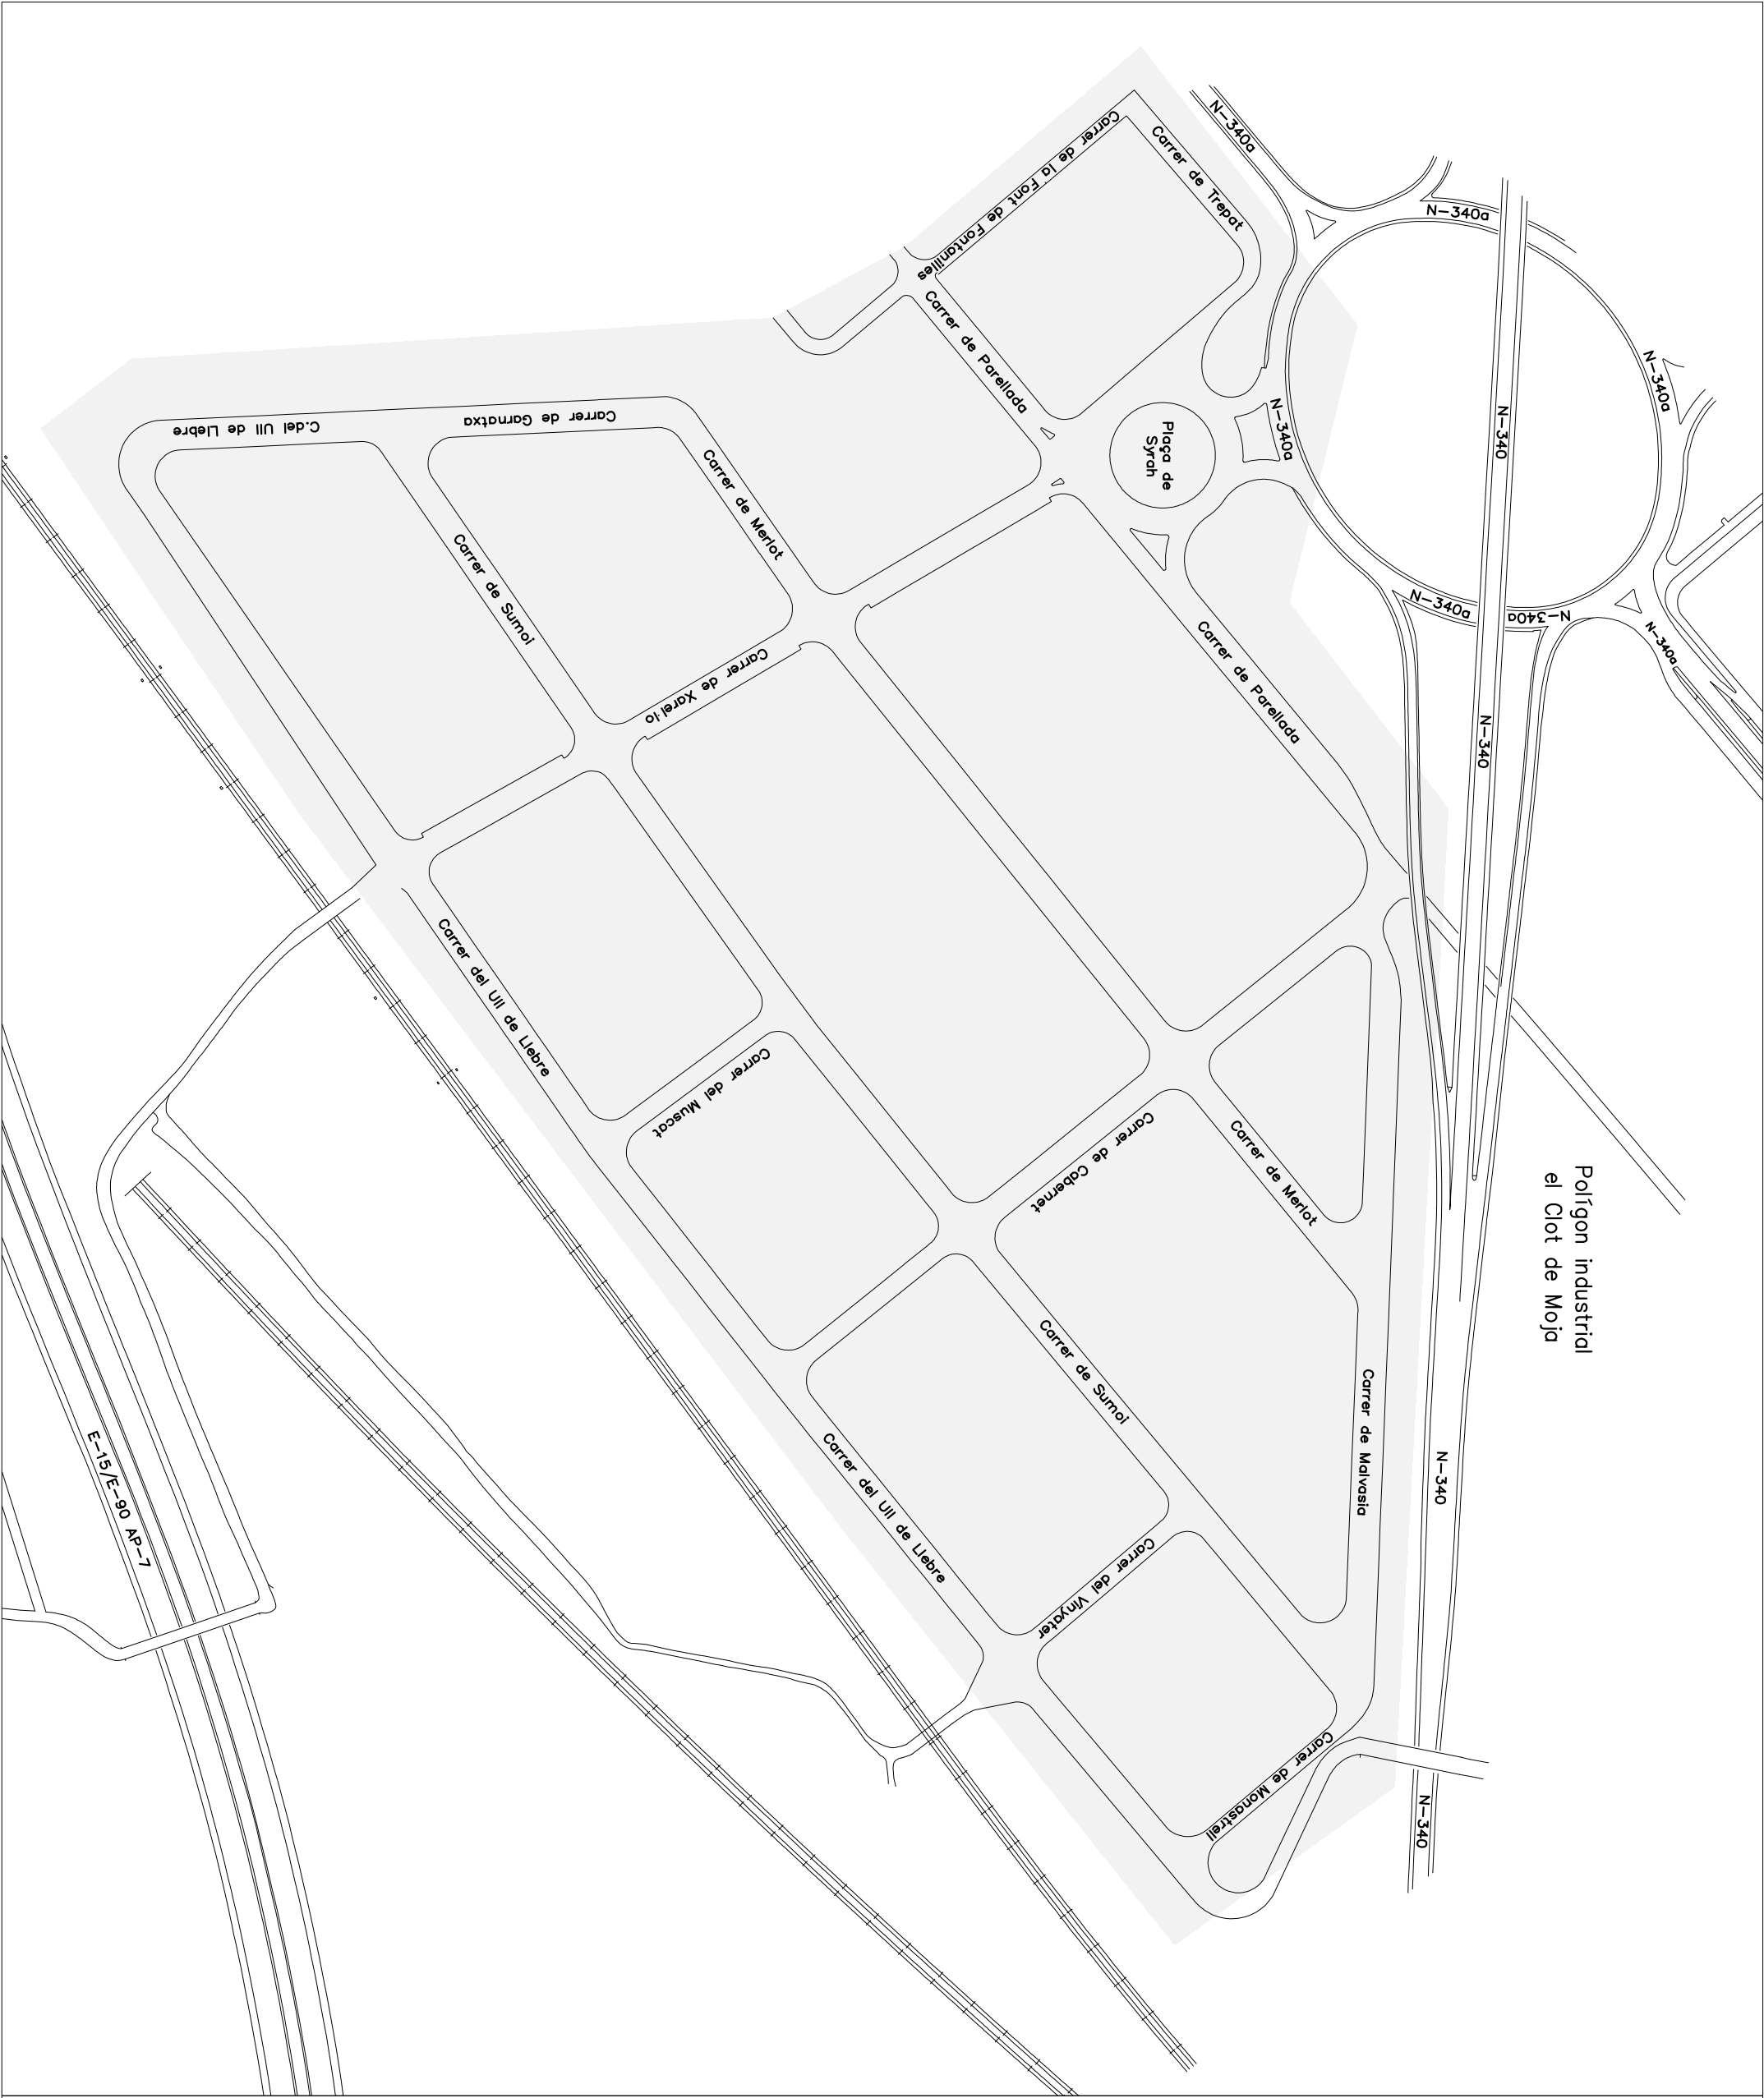 N-340a
Carrer de la Font de Fontanilles
Carrer de Trepat
N-340a
Carrer de Parellada
N-340a
N-340a
Plaça de
Syrah
N-340
C.del Ull de Llebre
Carrer de Garnatxa
Carrer de Merlot
Carrer de Sumoi
N-340a
N-340a
N-340a
Carrer de Xarel·lo
Carrer de Parellada
N-340
Carrer del Ull de Llebre
Carrer del Muscat
Carrer de Cabernet
Carrer de Merlot
Polígon industrial
el Clot de Moja
Carrer de Sumoi
Carrer de Malvasia
N-340
E-15/E-90 AP-7
Carrer del Ull de Llebre
Carrer del Vinyater
Carrer de Monastrell
N-340